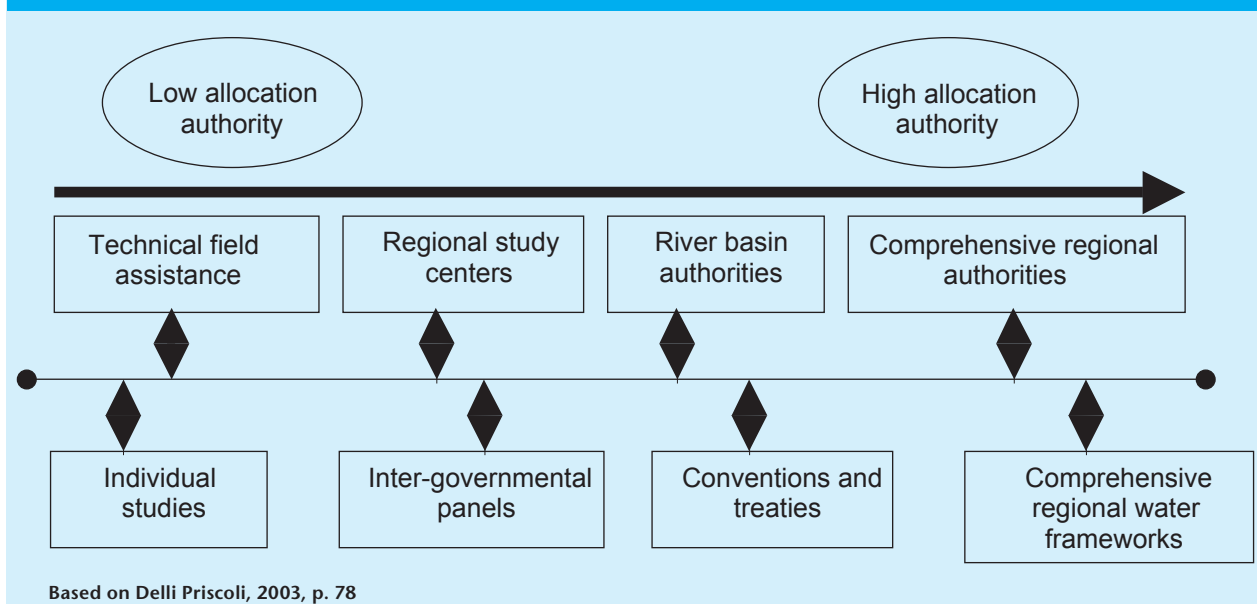 Low allocation
authority
High allocation
authority
Technical field
assistance
Regional study
centers
River basin
authorities
Comprehensive regional
authorities
Individual
studies
Inter-governmental
panels
Conventions and
treaties
Comprehensive
regional water
frameworks
Based on Delli Priscoli, 2003, p. 78